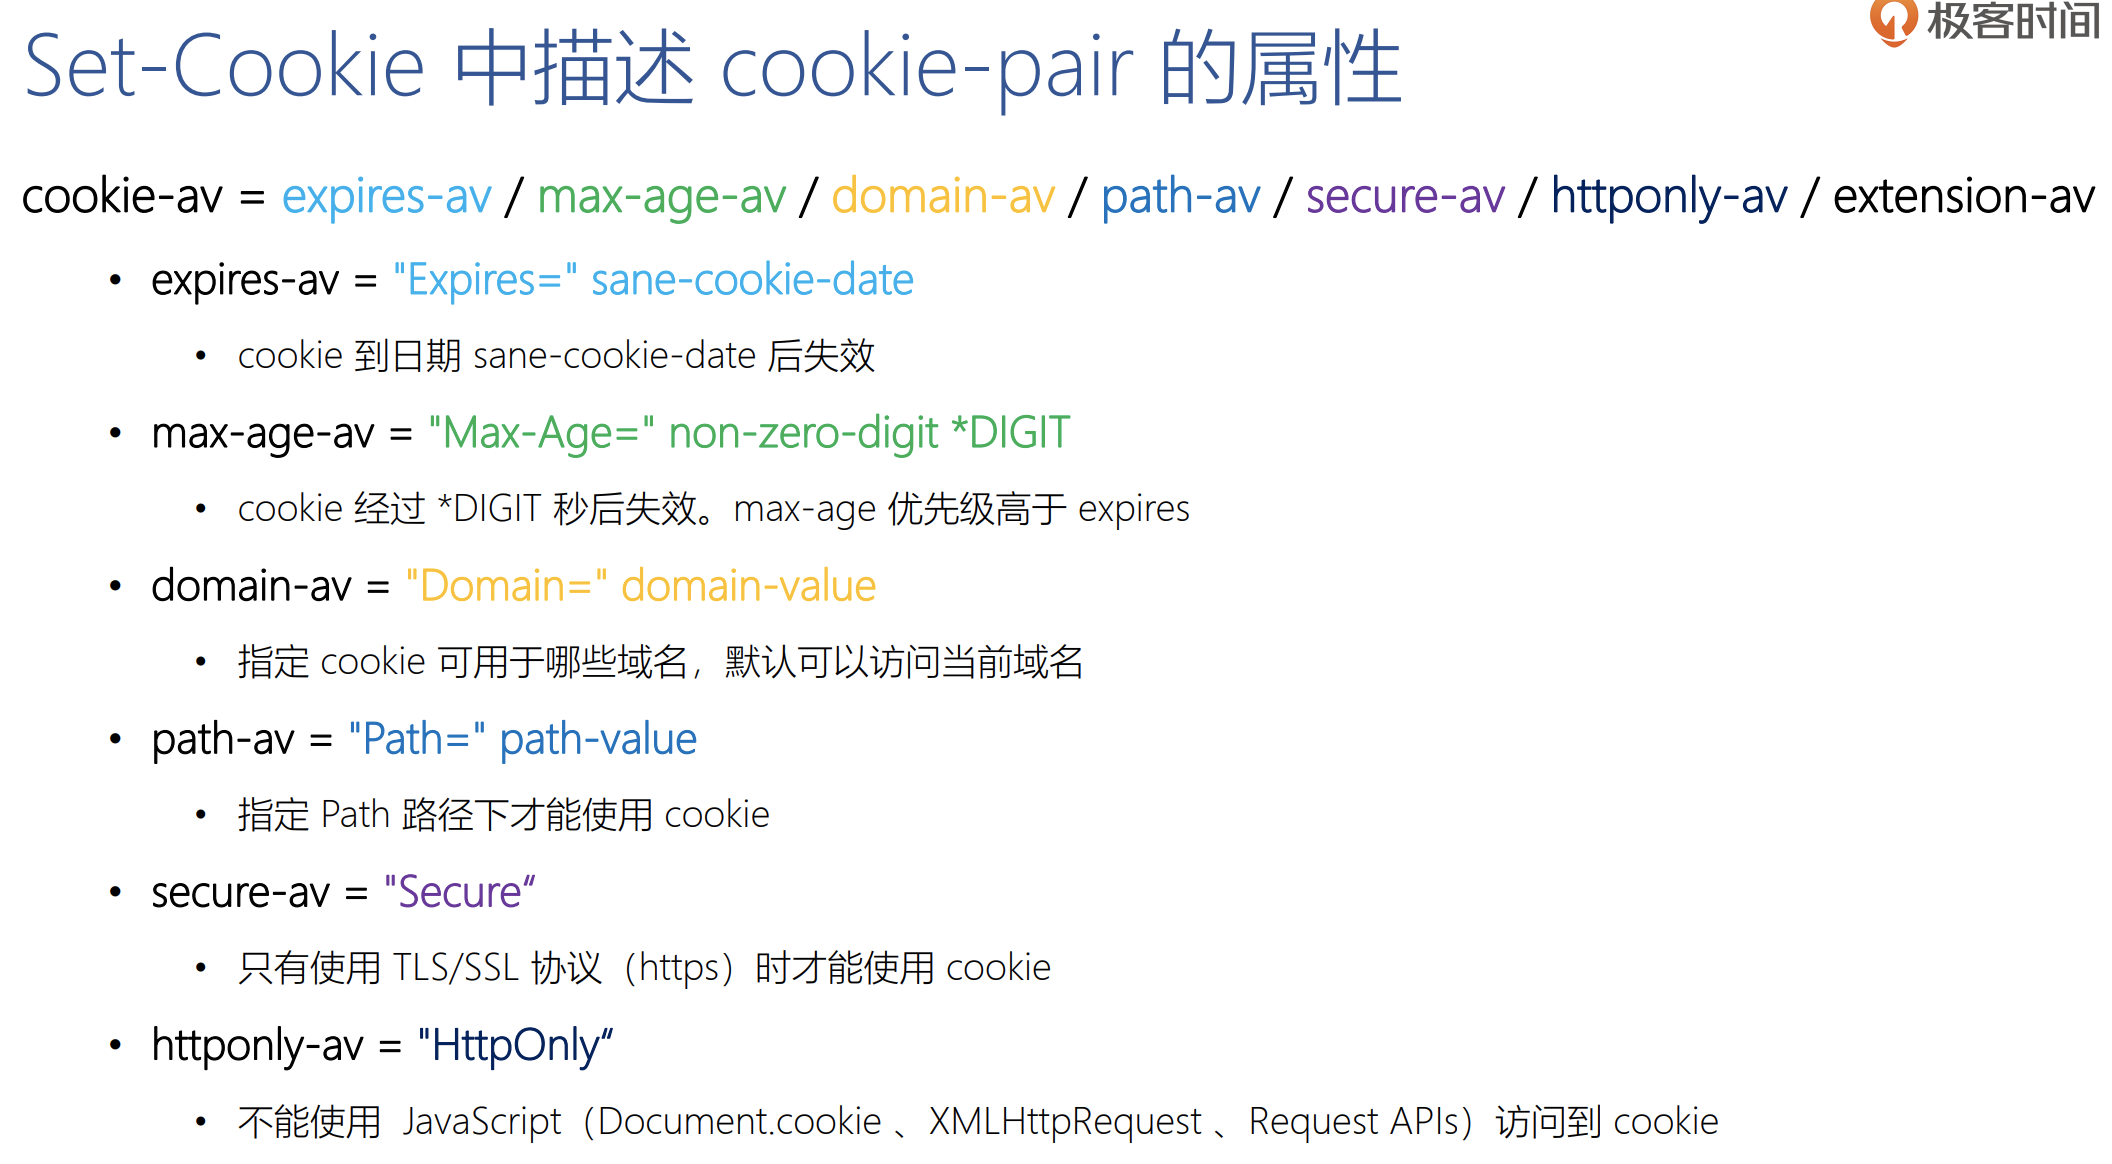 极客时间
Set-Cookie 中描述 cookie-pair 的属性
cookie-av = expires-av / max-age-av / domain-av / path-av / secure-av / httponly-av / extension-av
• expires-av = "Expires=" sane-cookie-date
• cookie 到日期 sane-cookie-date 后失效
• max-age-av = "Max-Age=" non-zero-digit *DIGIT
• cookie 经过 *DIGIT 秒后失效。max-age 优先级高于 expires
• domain-av = "Domain=" domain-value
• 指定 cookie 可用于哪些域名，默认可以访问当前域名
• path-av = "Path=" path-value
• 指定 Path 路径下才能使用 cookie
• secure-av = "Secure“
• 只有使用 TLS/SSL 协议（https）时才能使用 cookie
• httponly-av = "HttpOnly“
• 不能使用 JavaScript（Document.cookie 、XMLHttpRequest 、Request APIs）访问到 cookie